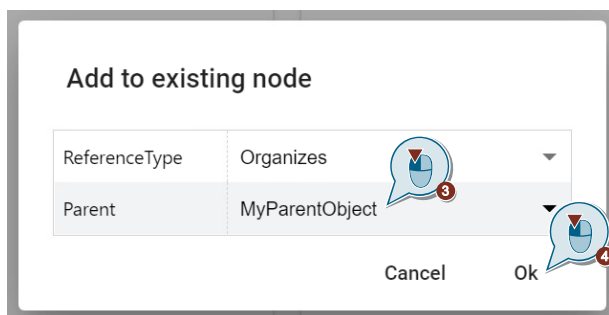 Add to existing node
ReferenceType Organizes
3
Parent MyParentObject
4
Cancel Ok